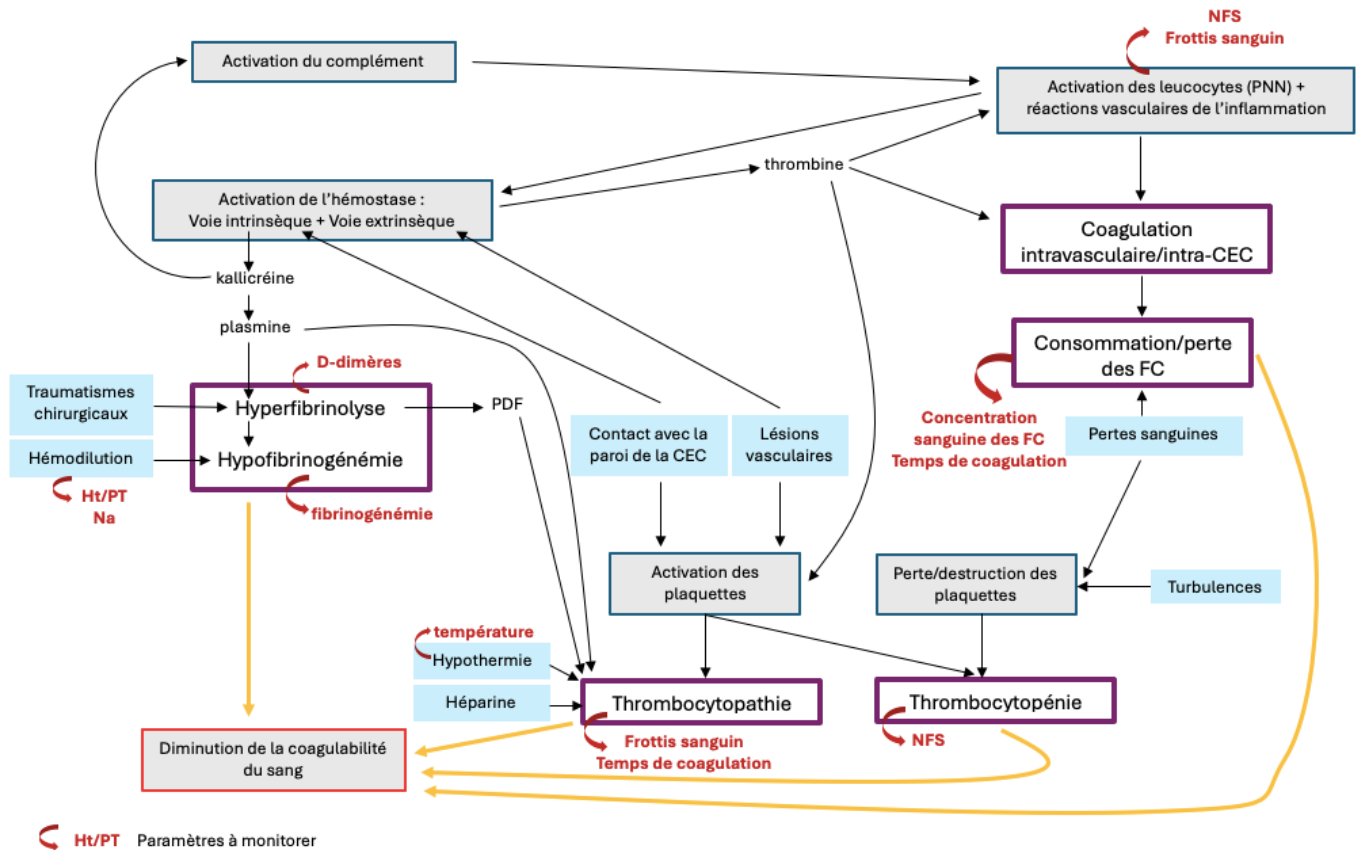 NFS
Frottis sanguin
Activation du complément
Activation des leucocytes (PNN) +
réactions vasculaires de l’inflammation
thrombine
Activation de l’hémostase :
Voie intrinsèque + Voie extrinsèque
Coagulation
intravasculaire/intra-CEC
kallicréine
plasmine
Consommation/perte
des FC
D-dimères
Traumatismes
chirurgicaux
Hyperfibrinolyse
PDF
Concentration
sanguine des FC
Temps de coagulation
Contact avec la
paroi de la CEC
Lésions
vasculaires
Pertes sanguines
Hémodilution
Hypofibrinogénémie
Ht/PT
Na
fibrinogénémie
Activation des
plaquettes
Perte/destruction des
plaquettes
Turbulences
température
Hypothermie
Héparine
Thrombocytopathie
Thrombocytopénie
Frottis sanguin
Temps de coagulation
NFS
Diminution de la coagulabilité
du sang
Ht/PT Paramètres à monitorer